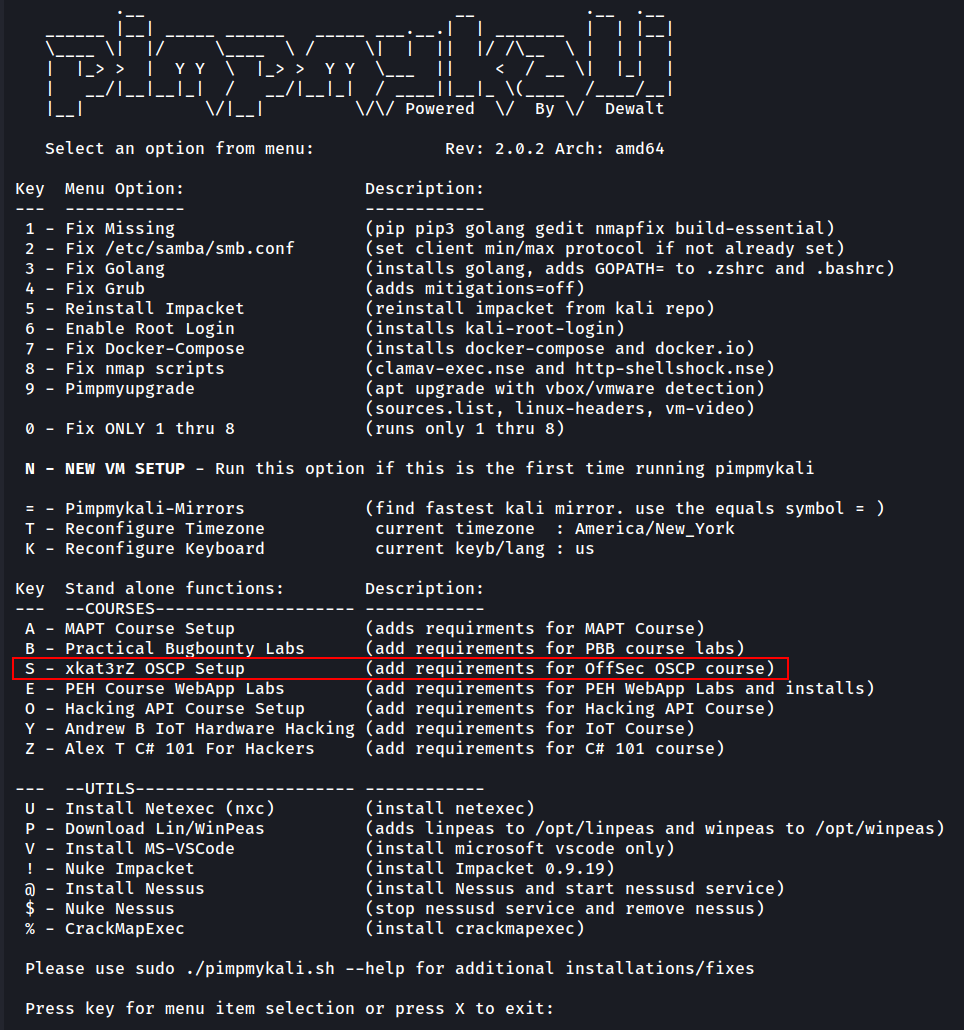 Powered By Dewalt
Select an option from menu: Rev: 2.0.2 Arch: amd64
Key Menu Option: Description:
--- ------------ ------------
1 - Fix Missing (pip pip3 golang gedit nmapfix build-essential)
2 - Fix /etc/samba/smb.conf (set client min/max protocol if not already set)
3 - Fix Golang (installs golang, adds GOPATH= to .zshrc and .bashrc)
4 - Fix Grub (adds mitigations=off)
5 - Reinstall Impacket (reinstall impacket from kali repo)
6 - Enable Root Login (installs kali-root-login)
7 - Fix Docker-Compose (installs docker-compose and docker.io)
8 - Fix nmap scripts (clamav-exec.nse and http-shellshock.nse)
9 - Pimpmyupgrade (apt upgrade with vbox/vmware detection)
(sources.list, linux-headers, vm-video)
0 - Fix ONLY 1 thru 8 (runs only 1 thru 8)
N - NEW VM SETUP - Run this option if this is the first time running pimpmykali
= - Pimpmykali-Mirrors (find fastest kali mirror. use the equals symbol = )
T - Reconfigure Timezone current timezone : America/New_York
K - Reconfigure Keyboard current keyb/lang : us
Key Stand alone functions: Description:
--- --COURSES-------------------- ------------
A - MAPT Course Setup (adds requirments for MAPT Course)
B - Practical Bugbounty Labs (add requirements for PBB course labs)
S - xkat3rZ OSCP Setup (add requirements for OffSec OSCP course)
E - PEH Course WebApp Labs (add requirements for PEH WebApp Labs and installs)
O - Hacking API Course Setup (add requirements for Hacking API Course)
Y - Andrew B IoT Hardware Hacking (add requirements for IoT Course)
Z - Alex T C# 101 For Hackers (add requirements for C# 101 course)
--- --UTILS---------------------- ------------
U - Install Netexec (nxc) (install netexec)
P - Download Lin/WinPeas (adds linpeas to /opt/linpeas and winpeas to /opt/winpeas)
V - Install MS-VSCode (install microsoft vscode only)
! - Nuke Impacket (install Impacket 0.9.19)
@ - Install Nessus (install Nessus and start nessusd service)
$ - Nuke Nessus (stop nessusd service and remove nessus)
% - CrackMapExec (install crackmapexec)
Please use sudo ./pimpmykali.sh --help for additional installations/fixes
Press key for menu item selection or press X to exit: